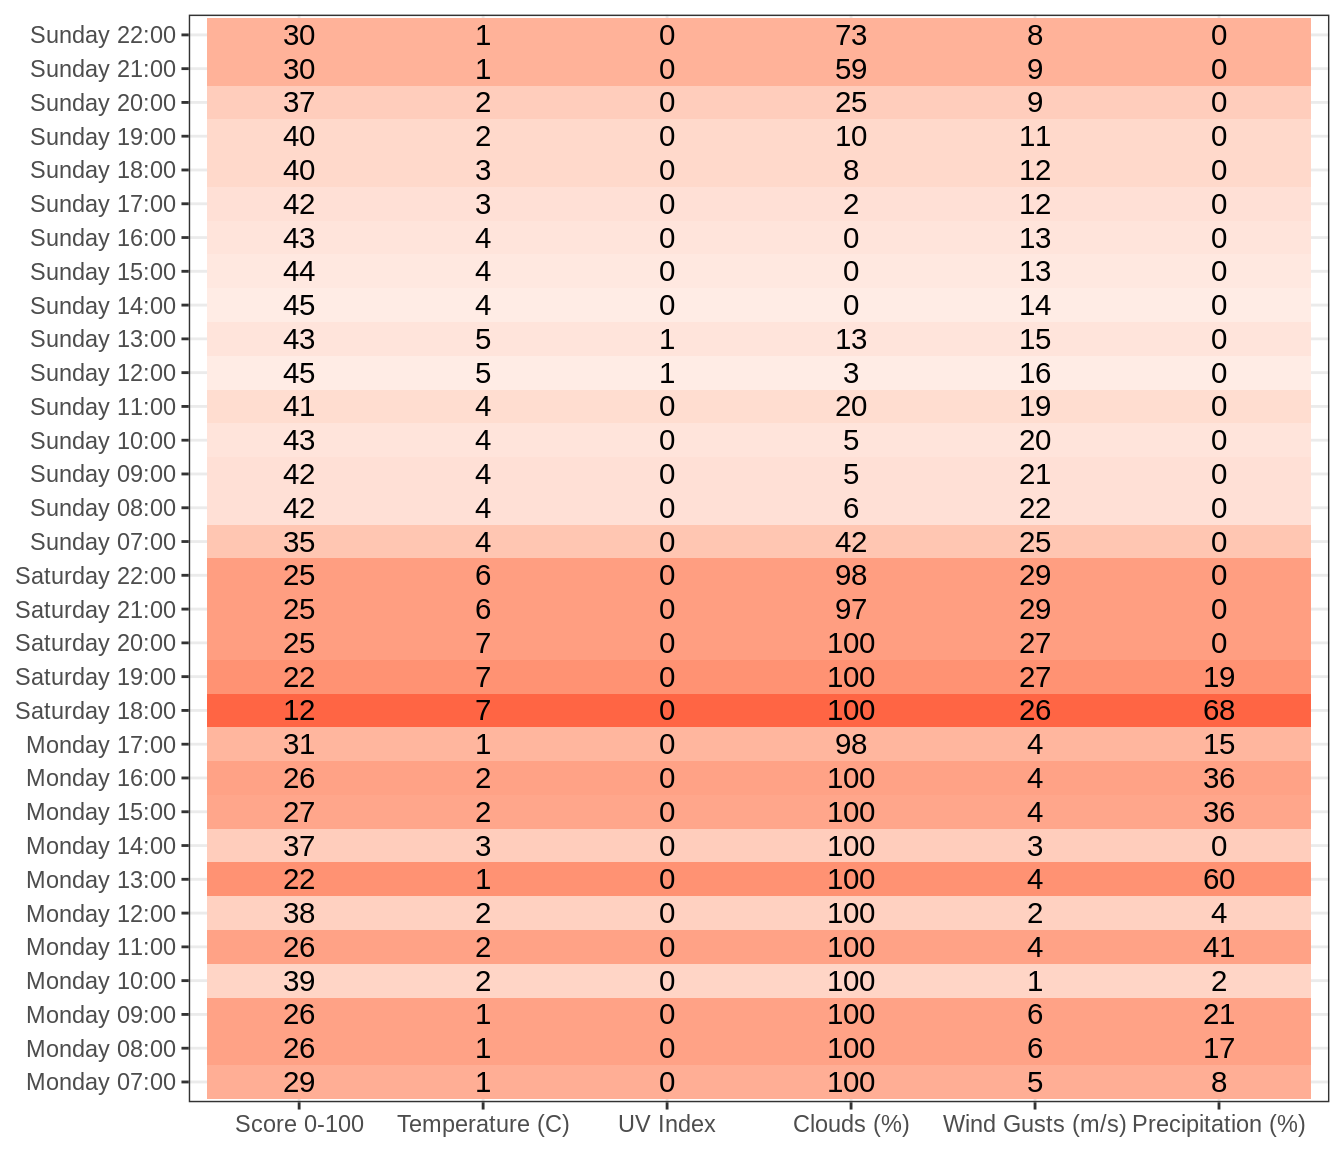 Sunday 22:00 30 1 0 73 8 0
Sunday 21:00 30 1 0 59 9 0
Sunday 20:00 37 2 0 25 9 0
Sunday 19:00 40 2 0 10 11 0
Sunday 18:00 40 3 0 8 12 0
Sunday 17:00 42 3 0 2 12 0
Sunday 16:00 43 4 0 0 13 0
Sunday 15:00 44 4 0 0 13 0
Sunday 14:00 45 4 0 0 14 0
Sunday 13:00 43 5 1 13 15 0
Sunday 12:00 45 5 1 3 16 0
Sunday 11:00 41 4 0 20 19 0
Sunday 10:00 43 4 0 5 20 0
Sunday 09:00 42 4 0 5 21 0
Sunday 08:00 42 4 0 6 22 0
Sunday 07:00 35 4 0 42 25 0
Saturday 22:00 25 6 0 98 29 0
Saturday 21:00 25 6 0 97 29 0
Saturday 20:00 25 7 0 100 27 0
Saturday 19:00 22 7 0 100 27 19
Saturday 18:00 12 7 0 100 26 68
Monday 17:00 31 1 0 98 4 15
Monday 16:00 26 2 0 100 4 36
Monday 15:00 27 2 0 100 4 36
Monday 14:00 37 3 0 100 3 0
Monday 13:00 22 1 0 100 4 60
Monday 12:00 38 2 0 100 2 4
Monday 11:00 26 2 0 100 4 41
Monday 10:00 39 2 0 100 1 2
Monday 09:00 26 1 0 100 6 21
Monday 08:00 26 1 0 100 6 17
Monday 07:00 29 1 0 100 5 8
Score 0-100 Temperature (C) UV Index Clouds (%) Wind Gusts (m/s) Precipitation (%)